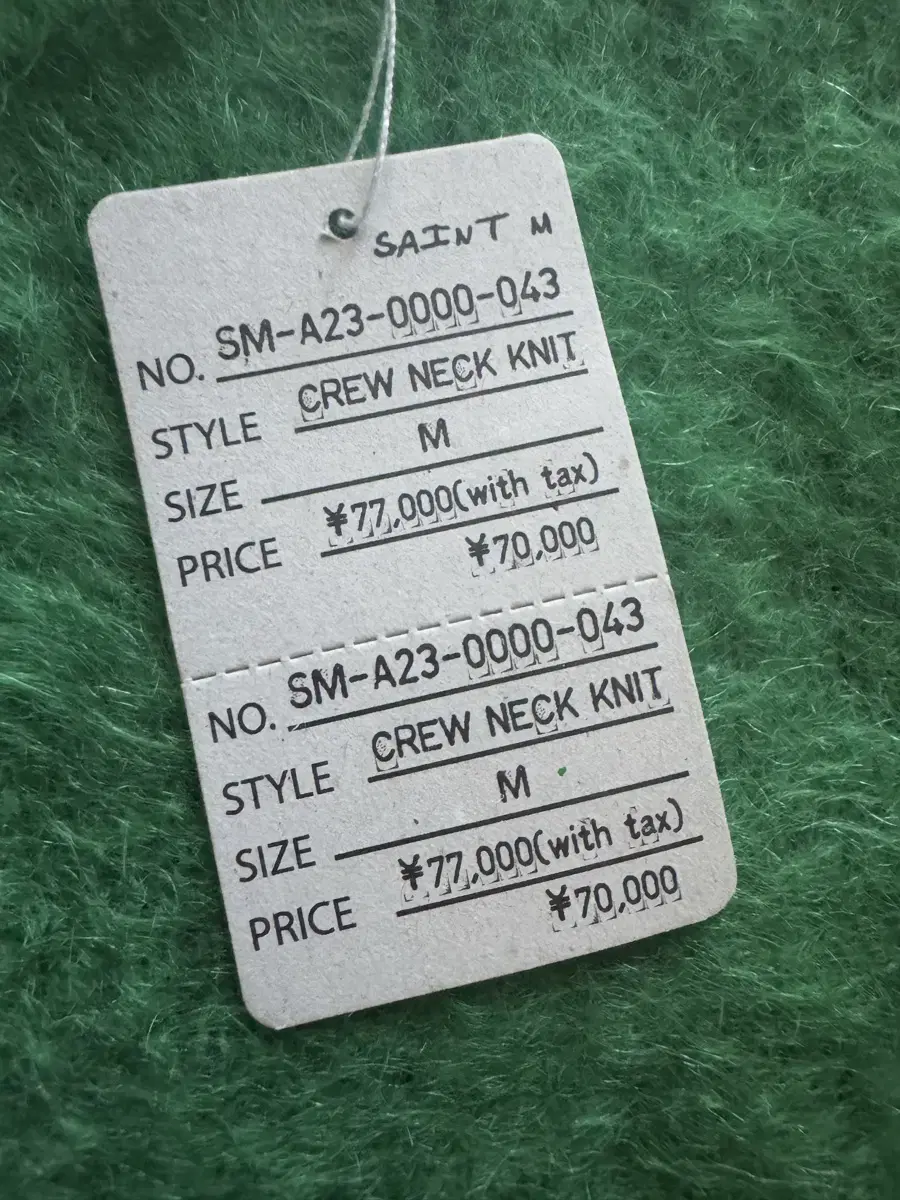 SAINT M
NO. SM-A23-0000-043
STYLE CREW NECK KNIT
SIZE M
PRICE ¥77,000(with tax)
¥70,000
NO. SM-A23-0000-043
STYLE CREW NECK KNIT
SIZE M
PRICE ¥77,000(with tax)
¥70,000